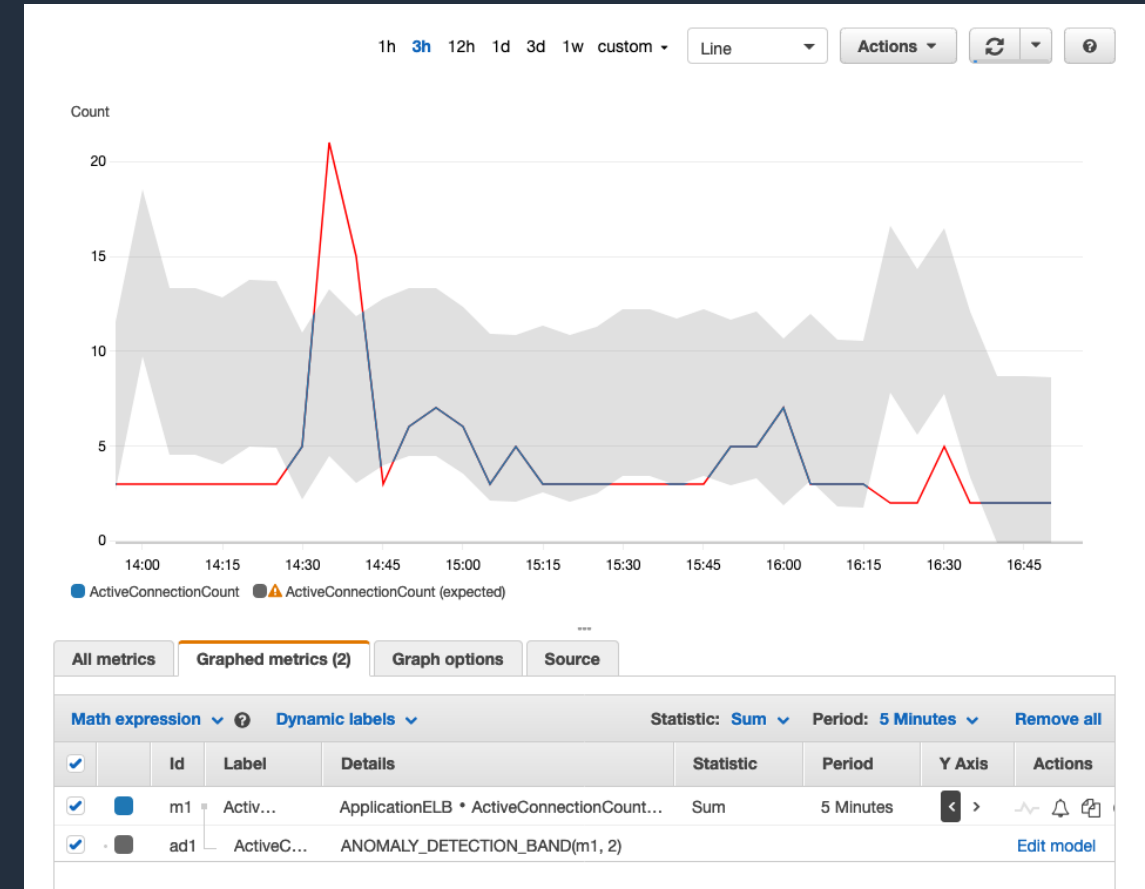 1h 3h 12h 1d 3d 1w custom Line Actions
Count
20
15
10
5
0
14:00 14:15 14:30 14:45 15:00 15:15 15:30 15:45 16:00 16:15 16:30 16:45
ActiveConnectionCount ActiveConnectionCount (expected)
All metrics Graphed metrics (2) Graph options Source
Math expression Dynamic labels Statistic: Sum Period: 5 Minutes Remove all
Id Label Details Statistic Period Y Axis Actions
m1 Activ... ApplicationELB • ActiveConnectionCount... Sum 5 Minutes < >
ad1 ActiveC... ANOMALY_DETECTION_BAND(m1, 2) Edit model